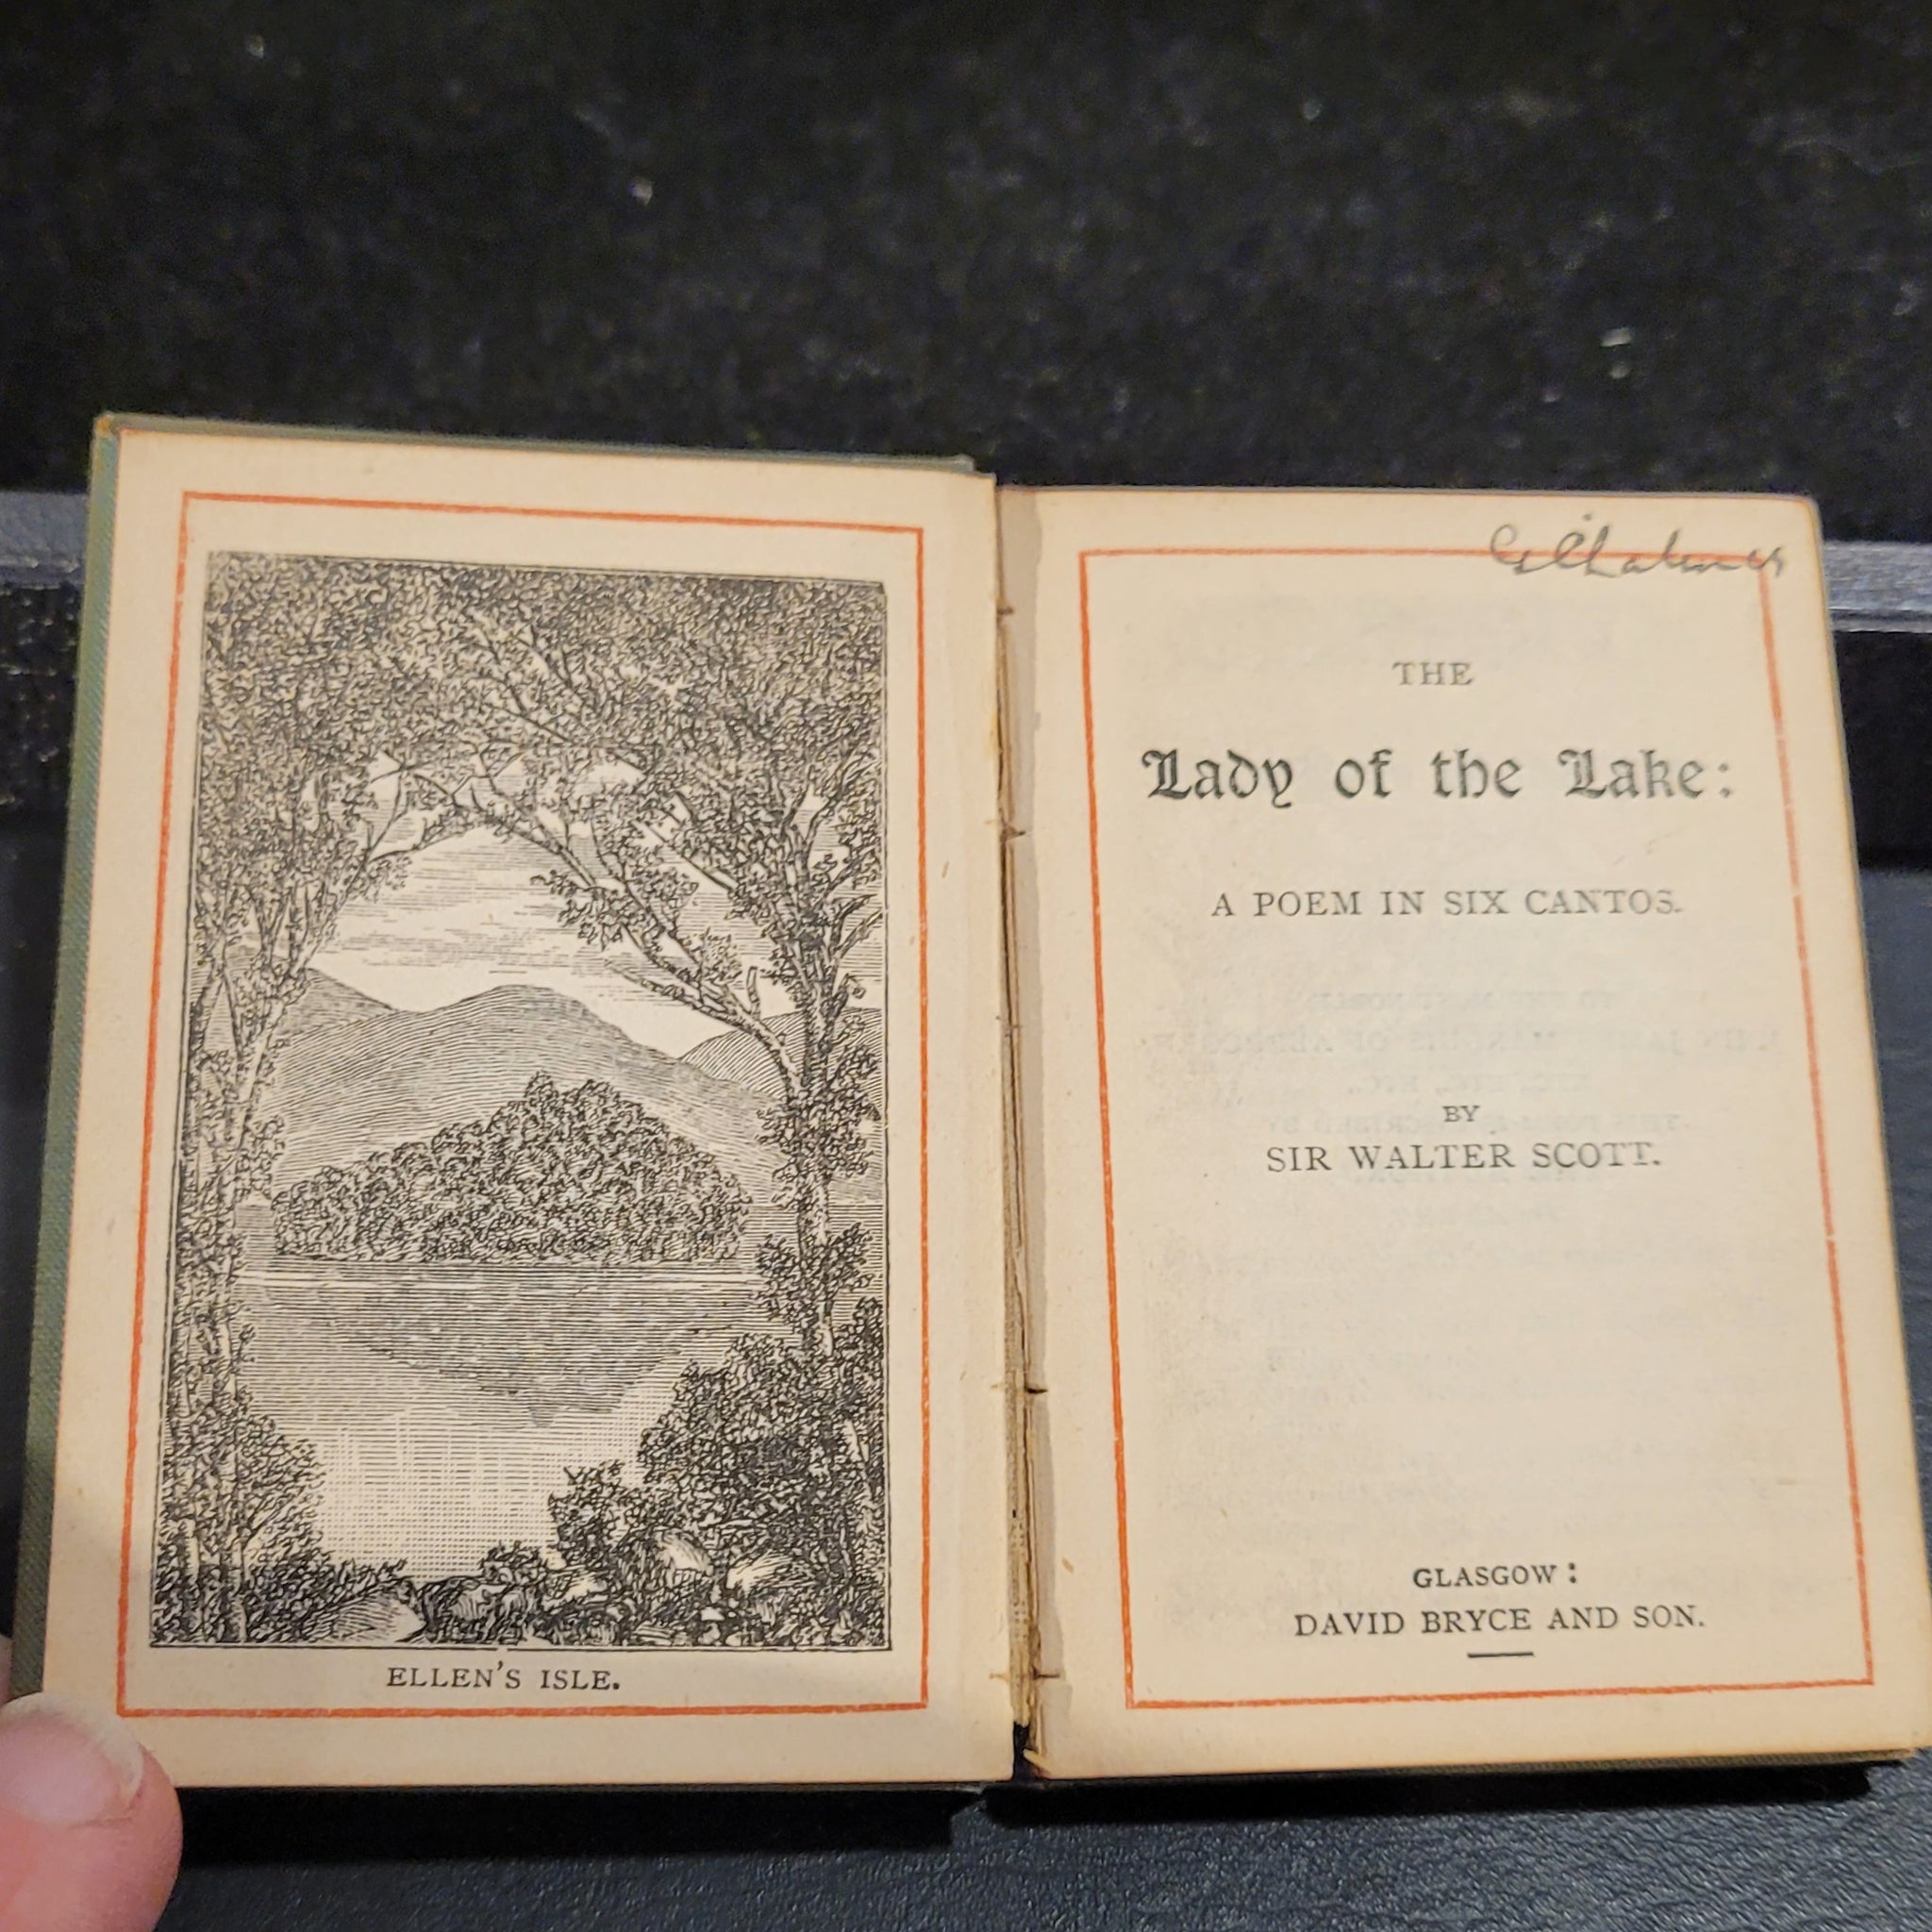 ELLEN'S ISLE.
THE
Lady of the Lake:
A POEM IN SIX CANTOS.
BY
SIR WALTER SCOTT.
GLASGOW:
DAVID BRYCE AND SON.